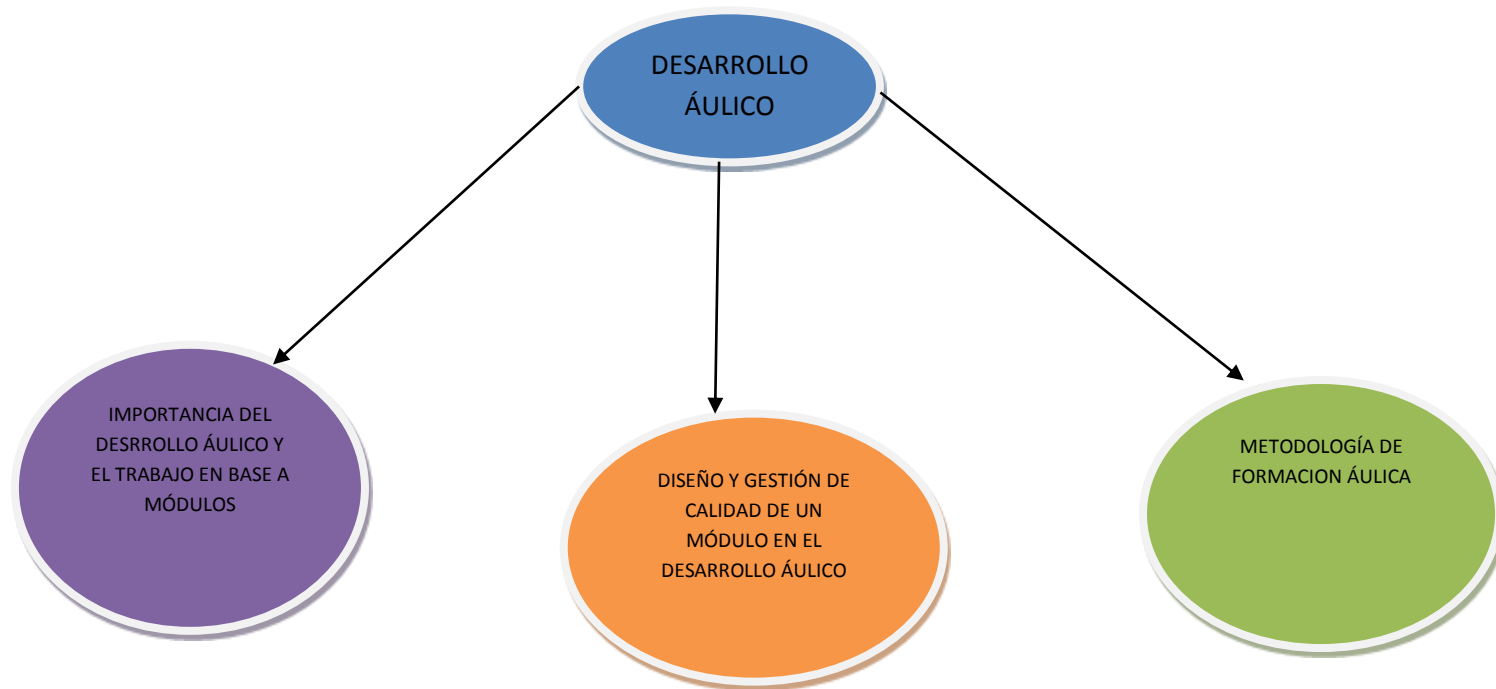 DESARROLLO
ÁULICO
IMPORTANCIA DEL
DESRROLLO ÁULICO Y
EL TRABAJO EN BASE A
MÓDULOS
DISEÑO Y GESTIÓN DE
CALIDAD DE UN
MÓDULO EN EL
DESARROLLO ÁULICO
METODOLOGÍA DE
FORMACION ÁULICA